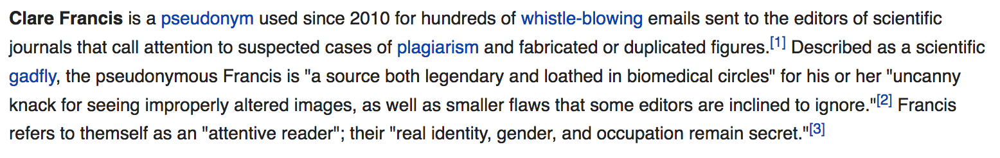 Clare Francis is a pseudonym used since 2010 for hundreds of whistle-blowing emails sent to the editors of scientific
journals that call attention to suspected cases of plagiarism and fabricated or duplicated figures.[1] Described as a scientific
gadfly, the pseudonymous Francis is "a source both legendary and loathed in biomedical circles" for his or her "uncanny
knack for seeing improperly altered images, as well as smaller flaws that some editors are inclined to ignore."[2] Francis
refers to themself as an "attentive reader"; their "real identity, gender, and occupation remain secret."[3]